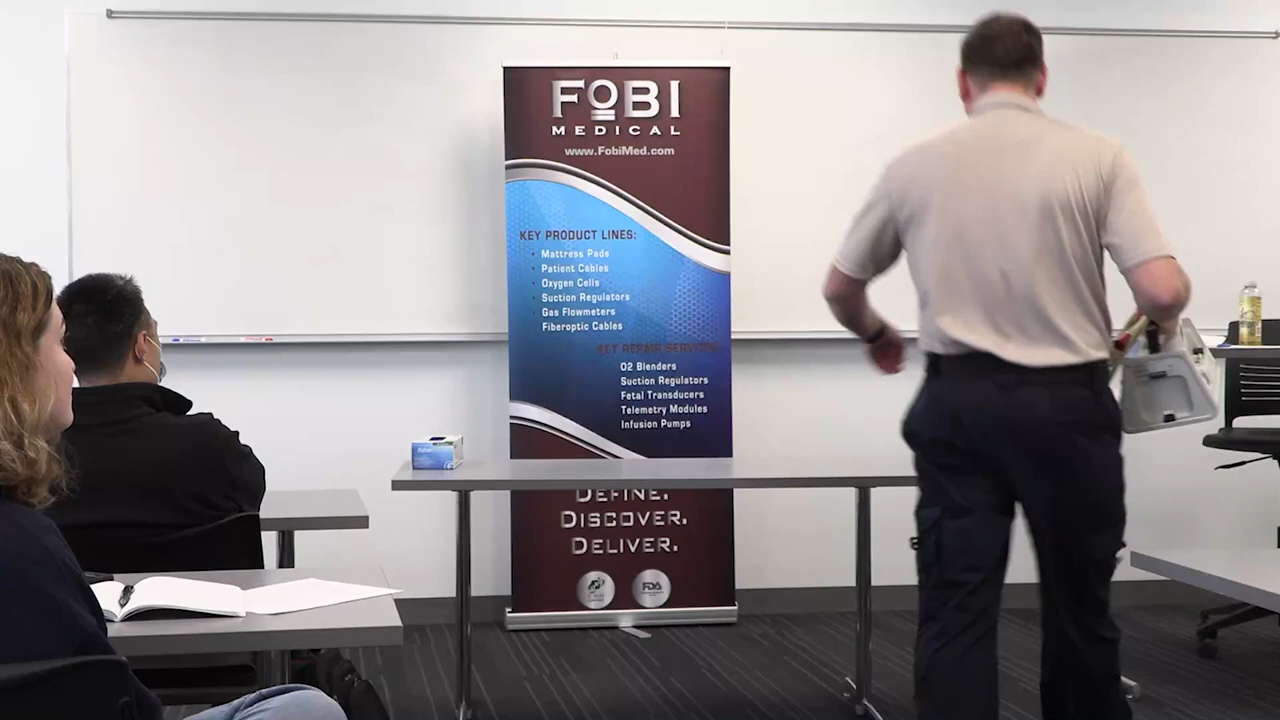 FOBI
MEDICAL
www.FobiMed.com
KEY PRODUCT LINES:
Mattress Pads
Patient Cables
Oxygen Cells
Suction Regulators
Gas Flowmeters
Fiberoptic Cables
KEY REPAIR SERVICES:
O2 Blenders
Suction Regulators
Fetal Transducers
Telemetry Modules
Infusion Pumps
DEFINE.
DISCOVER.
DELIVER.
FDA